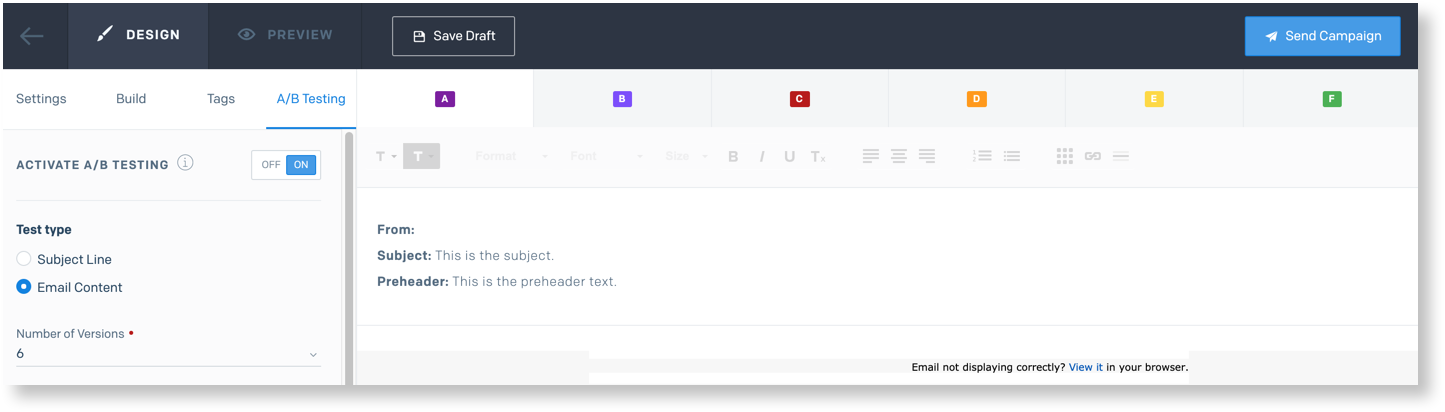 DESIGN
PREVIEW
Save Draft
Send Campaign
Settings Build Tags A/B Testing
A B C D E F
ACTIVATE A/B TESTING i OFF ON
T T Format Font Size B I U Tx
Test type
Subject Line
Email Content
Number of Versions •
6
From:
Subject: This is the subject.
Preheader: This is the preheader text.
Email not displaying correctly? View it in your browser.